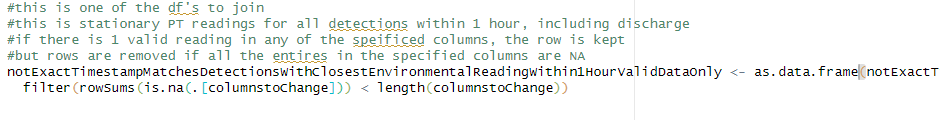 #this is one of the df's to join
#this is stationary PT readings for all detections within 1 hour, including discharge
#if there is 1 valid reading in any of the speificed columns, the row is kept
#but rows are removed if all the entires in the specified columns are NA
notExactTimestampMatchesDetectionsWithClosestEnvironmentalReadingWithin1HourValidDataOnly <- as.data.frame(notExactT
  filter(rowSums(is.na(.[columnstoChange])) < length(columnstoChange))